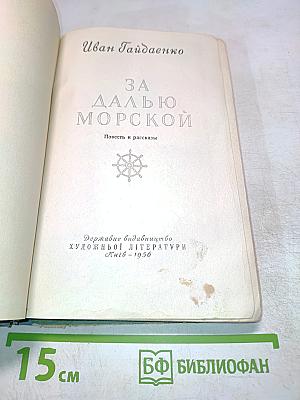 Иван Гайдаенко
ЗА
ДАЛЬЮ
МОРСКОЙ
Повесть и рассказы
Державне видавництво
ХУДОЖНЬОЇ ЛІТЕРАТУРИ
Київ – 1956
15 см
БФ БИБЛИОФАН